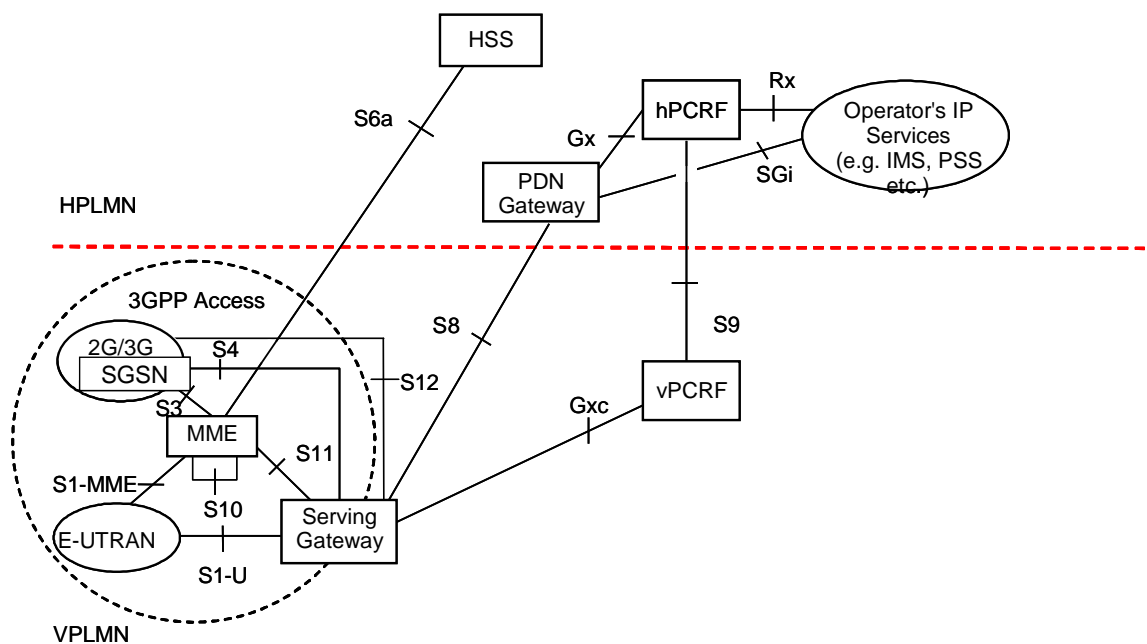 HSS
Rx
S6a
hPCRF
Operator's IP
Services
(e.g. IMS, PSS
etc.)
Gx
SGi
PDN
Gateway
HPLMN
3GPP Access
2G/3G
SGSN
S4
S8
S9
S12
S3
vPCRF
Gxc
MME
S11
S1-MME
S10
Serving
Gateway
E-UTRAN
S1-U
VPLMN